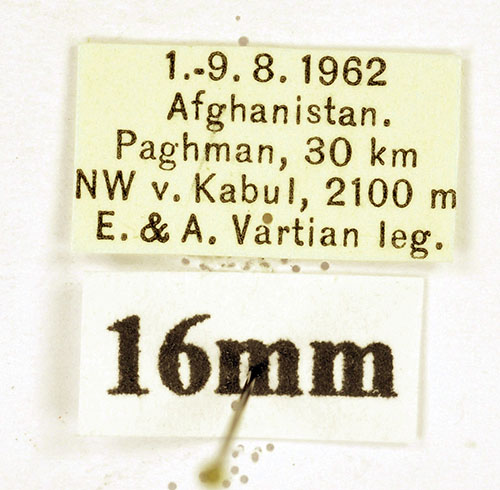 1.-9. 8. 1962
Afghanistan.
Paghman, 30 km
NW v. Kabul, 2100 m
E. & A. Vartian leg.
16mm